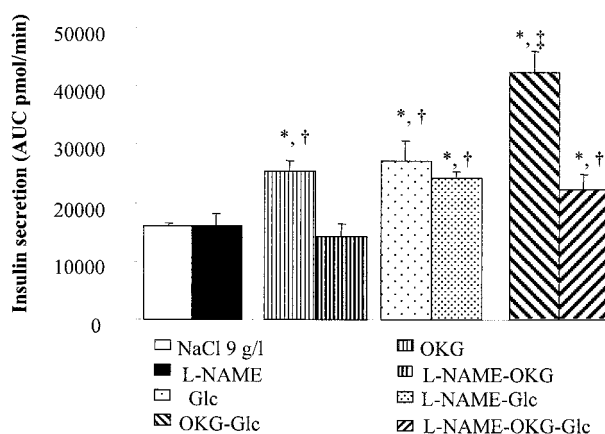 Insulin secretion (AUC pmol/min)
50000
40000
30000
20000
10000
0
*, †
*, †
*, †
*, ‡
*, †
NaCl 9 g/l
L-NAME
Glc
OKG-Glc
OKG
L-NAME-OKG
L-NAME-Glc
L-NAME-OKG-Glc